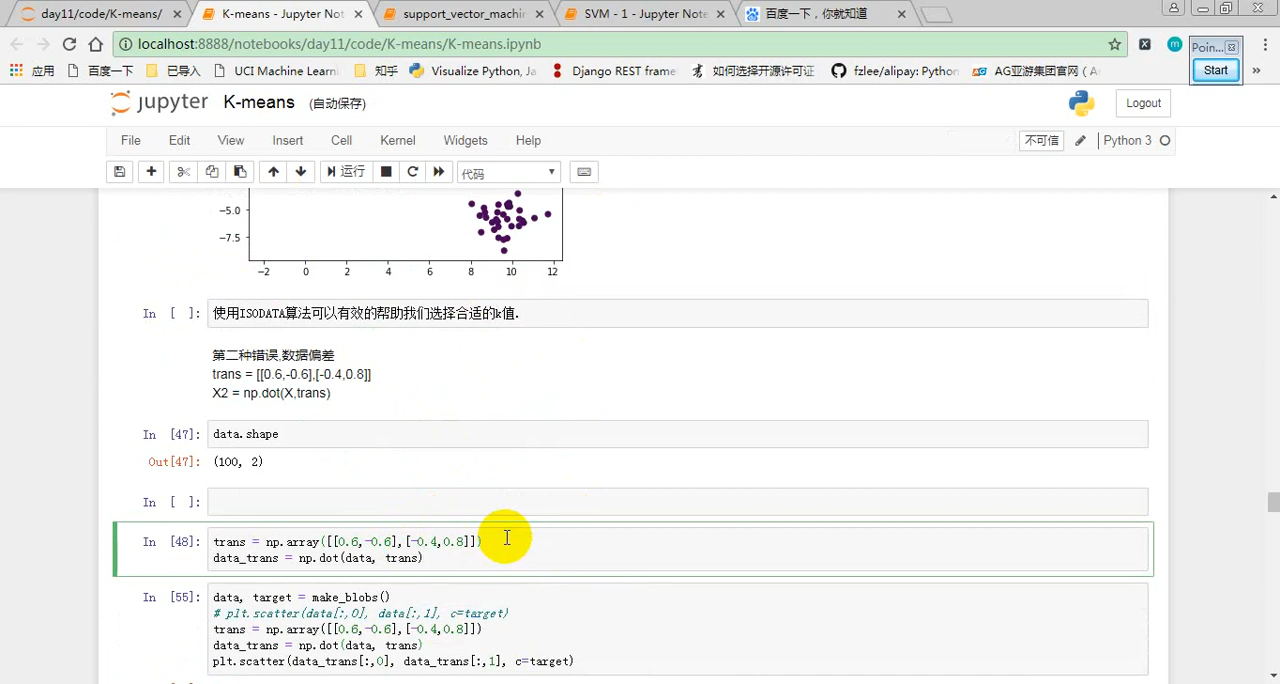 day11/code/K-means/
K-means - Jupyter Not
support_vector_machin
SVM - 1 - Jupyter Note
百度一下，你就知道
localhost:8888/notebooks/day11/code/K-means/K-means.ipynb
Poin...
Start
应用
百度一下
已导入
UCI Machine Learni
知乎
Visualize Python, Ja
Django REST frame
如何选择开源许可证
fzlee/alipay: Python
AG亚游集团官网 ( A
jupyter
K-means
(自动保存)
Logout
File
Edit
View
Insert
Cell
Kernel
Widgets
Help
不可信
Python 3
运行
代码
−5.0
−7.5
−2 0 2 4 6 8 10 12
In [ ]: 使用ISODATA算法可以有效的帮助我们选择合适的k值.
第二种错误,数据偏差
trans = [[0.6,-0.6],[-0.4,0.8]]
X2 = np.dot(X,trans)
In [47]: data.shape
Out[47]: (100, 2)
In [ ]:
In [48]: trans = np.array([[0.6,-0.6],[-0.4,0.8]])
data_trans = np.dot(data, trans)
In [55]: data, target = make_blobs()
# plt.scatter(data[:,0], data[:,1], c=target)
trans = np.array([[0.6,-0.6],[-0.4,0.8]])
data_trans = np.dot(data, trans)
plt.scatter(data_trans[:,0], data_trans[:,1], c=target)